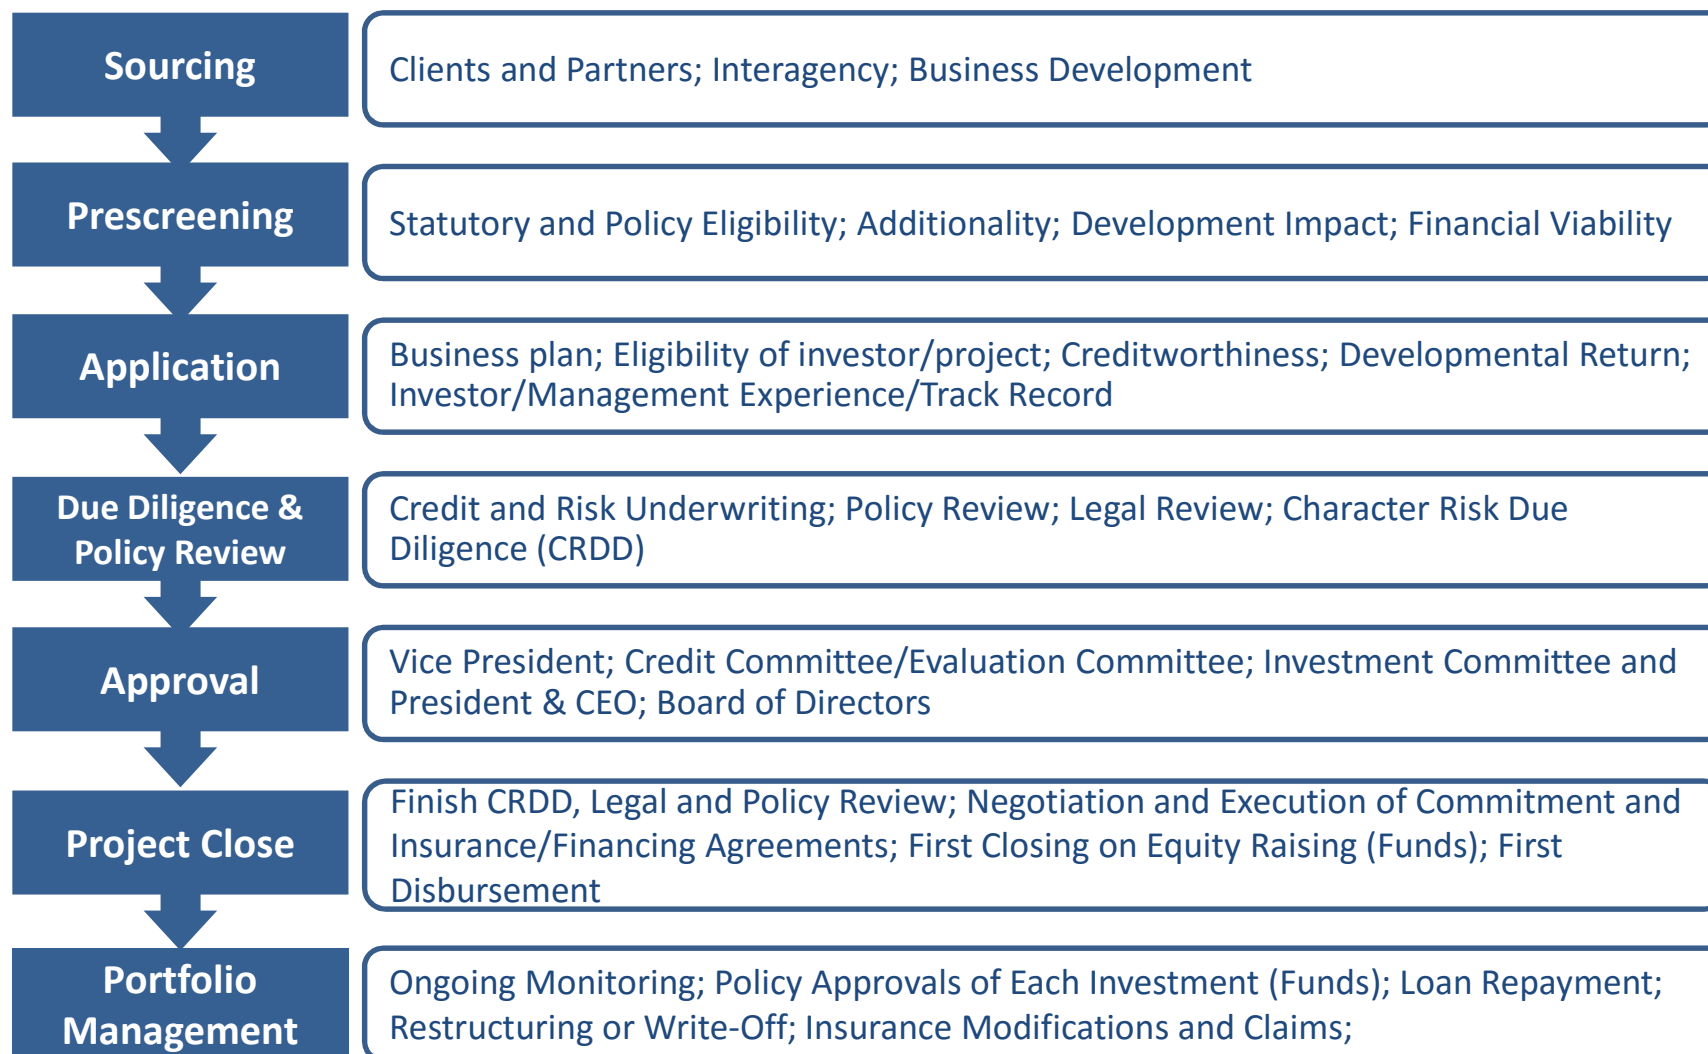 Sourcing
Clients and Partners; Interagency; Business Development
Prescreening
Statutory and Policy Eligibility; Additionality; Development Impact; Financial Viability
Application
Business plan; Eligibility of investor/project; Creditworthiness; Developmental Return;
Investor/Management Experience/Track Record
Due Diligence &
Policy Review
Credit and Risk Underwriting; Policy Review; Legal Review; Character Risk Due
Diligence (CRDD)
Approval
Vice President; Credit Committee/Evaluation Committee; Investment Committee and
President & CEO; Board of Directors
Project Close
Finish CRDD, Legal and Policy Review; Negotiation and Execution of Commitment and
Insurance/Financing Agreements; First Closing on Equity Raising (Funds); First
Disbursement
Portfolio
Management
Ongoing Monitoring; Policy Approvals of Each Investment (Funds); Loan Repayment;
Restructuring or Write-Off; Insurance Modifications and Claims;